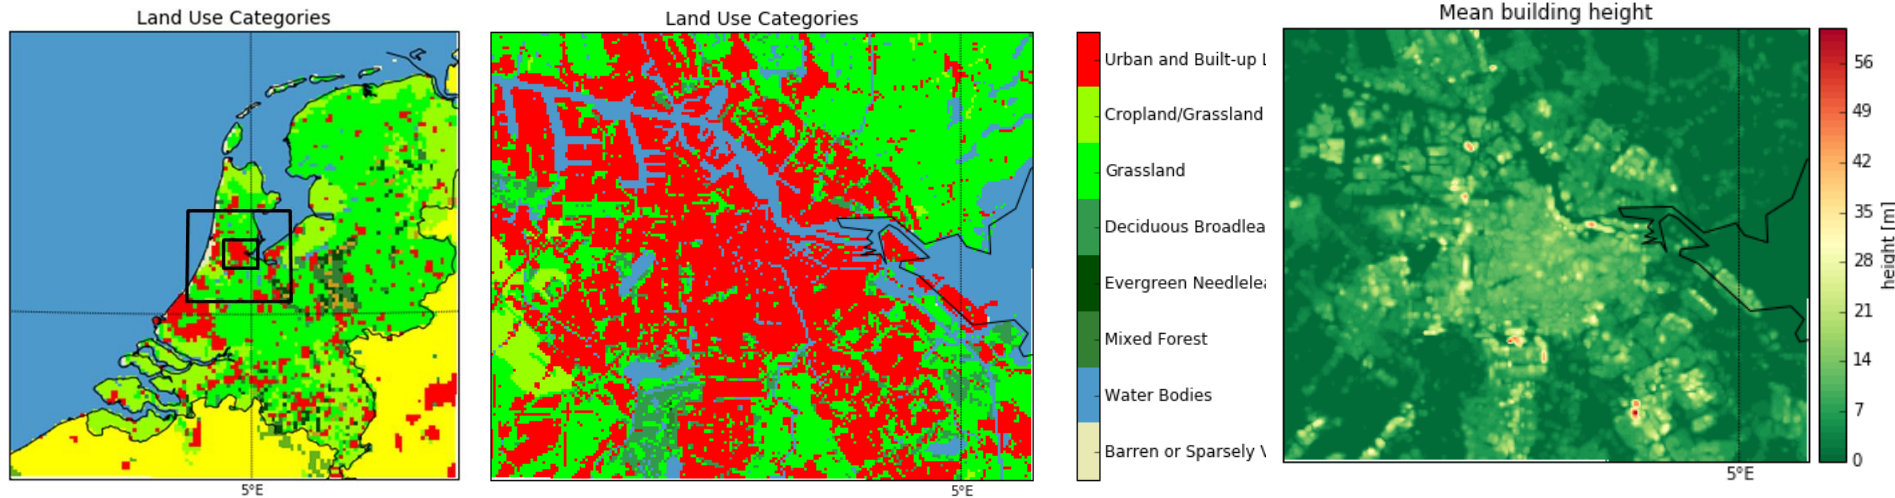 Land Use Categories
5°E
Land Use Categories
5°E
Urban and Built-up L
Cropland/Grassland
Grassland
Deciduous Broadlea
Evergreen Needlelea
Mixed Forest
Water Bodies
Barren or Sparsely V
Mean building height
5°E
56
49
42
35
28
21
14
7
0
height [m]